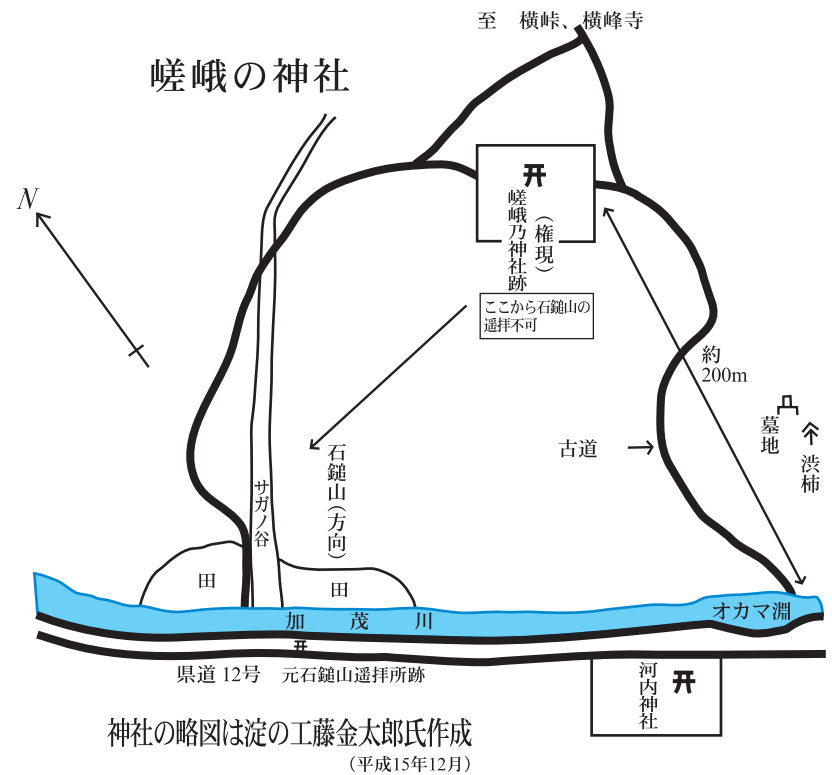 至　横峠、横峰寺
嵯峨の神社
N
嵯峨乃神社跡
（権現）
ここから石鎚山の
遥拝不可
約
200m
墓地
渋柿
古道
石鎚山（方向）
サガノ谷
田
田
オカマ淵
加　茂　川
県道 12号
元石鎚山遥拝所跡
河内神社
神社の略図は淀の工藤金太郎氏作成
（平成15年12月）